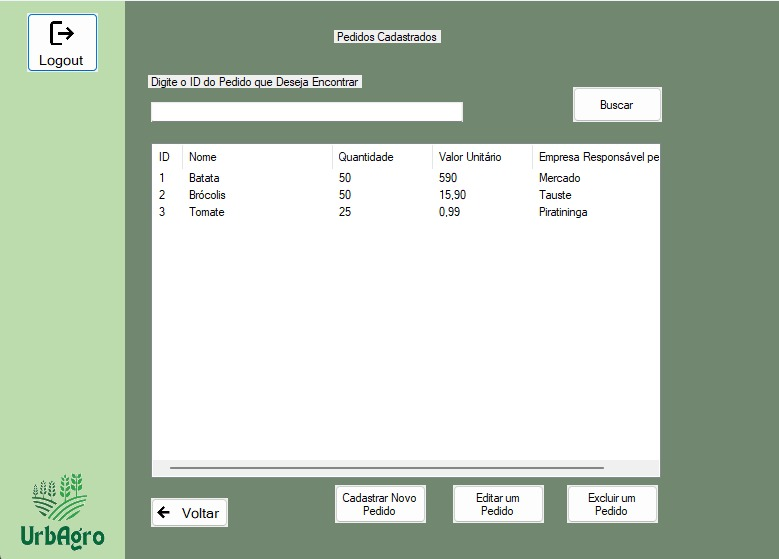 Logout
Pedidos Cadastrados
Digite o ID do Pedido que Deseja Encontrar
Buscar
ID Nome Quantidade Valor Unitário Empresa Responsável pe
1 Batata 50 590 Mercado
2 Brócolis 50 15,90 Tauste
3 Tomate 25 0,99 Piratininga
Voltar
Cadastrar Novo
Pedido
Editar um
Pedido
Excluir um
Pedido
UrbAgro